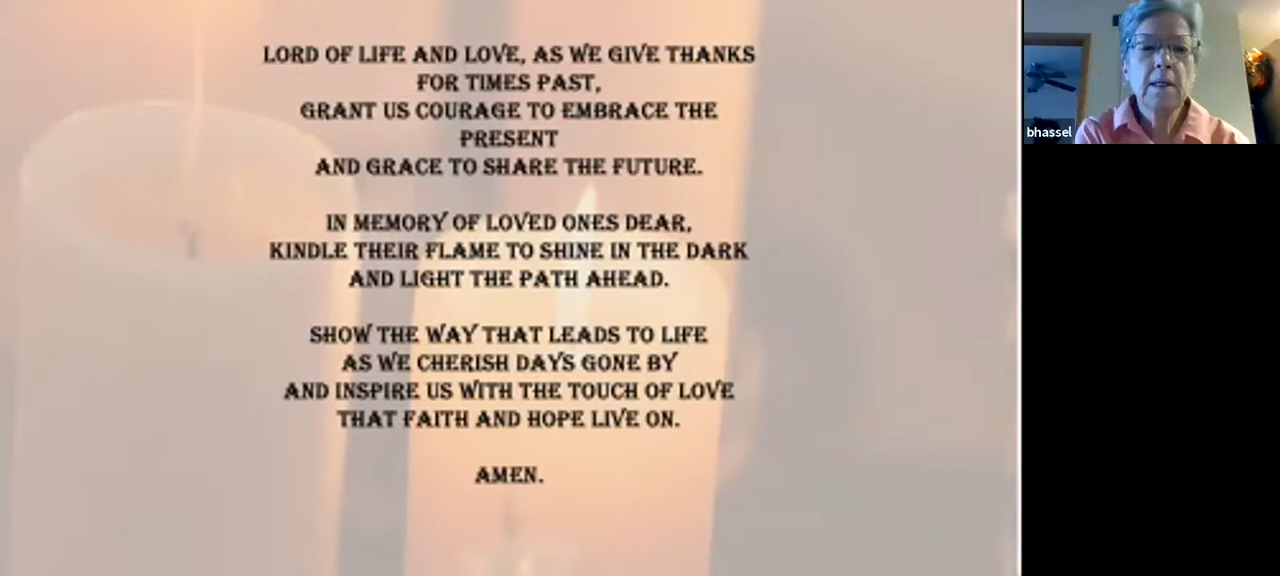 LORD OF LIFE AND LOVE, AS WE GIVE THANKS
FOR TIMES PAST,
GRANT US COURAGE TO EMBRACE THE
PRESENT
AND GRACE TO SHARE THE FUTURE.
IN MEMORY OF LOVED ONES DEAR,
KINDLE THEIR FLAME TO SHINE IN THE DARK
AND LIGHT THE PATH AHEAD.
SHOW THE WAY THAT LEADS TO LIFE
AS WE CHERISH DAYS GONE BY
AND INSPIRE US WITH THE TOUCH OF LOVE
THAT FAITH AND HOPE LIVE ON.
AMEN.
bhassel